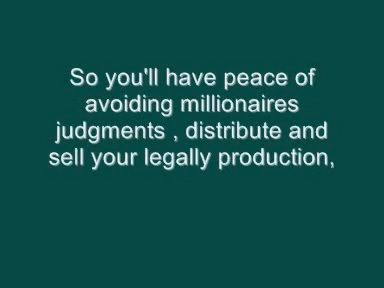 So you'll have peace of
avoiding millionaires
judgments , distribute and
sell your legally production,